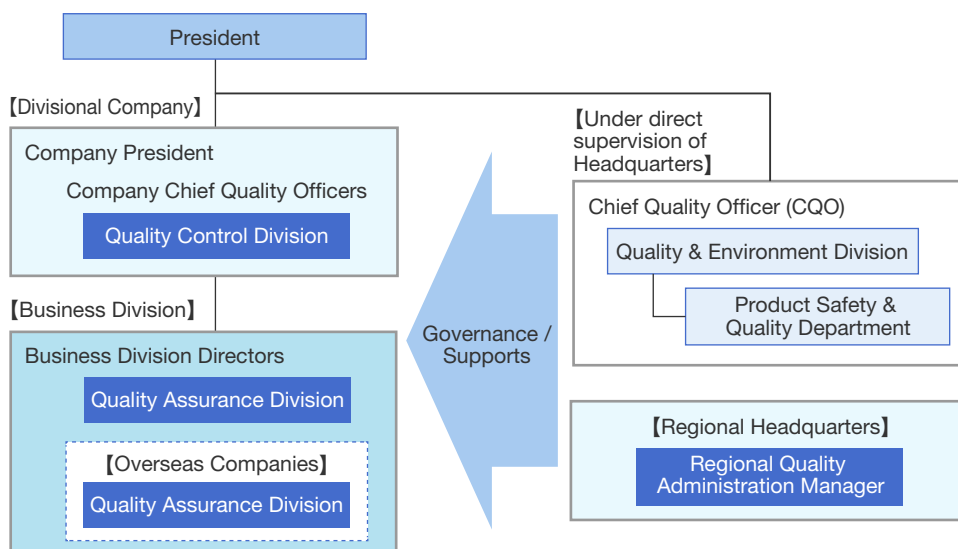 President
【Divisional Company】
Company President
Company Chief Quality Officers
Quality Control Division
【Business Division】
Business Division Directors
Quality Assurance Division
【Overseas Companies】
Quality Assurance Division
Governance /
Supports
【Under direct
supervision of
Headquarters】
Chief Quality Officer (CQO)
Quality & Environment Division
Product Safety &
Quality Department
【Regional Headquarters】
Regional Quality
Administration Manager